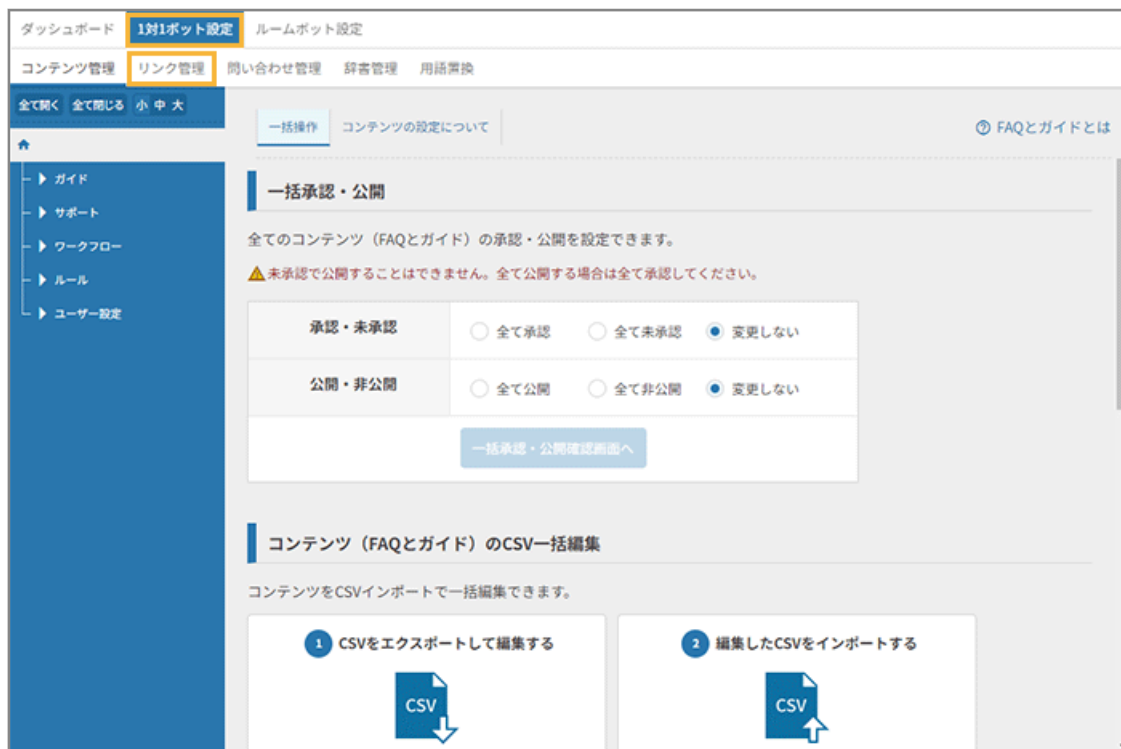 ダッシュボード 1対1ボット設定 ルームボット設定
コンテンツ管理 リンク管理 問い合わせ管理 辞書管理 用語置換
全て開く 全て閉じる 小 中 大
一括操作 コンテンツの設定について
FAQとガイドとは
ガイド
サポート
ワークフロー
ルール
ユーザー設定
一括承認・公開
全てのコンテンツ（FAQとガイド）の承認・公開を設定できます。
未承認で公開することはできません。全て公開する場合は全て承認してください。
承認・未承認 全て承認 全て未承認 変更しない
公開・非公開 全て公開 全て非公開 変更しない
一括承認・公開確認画面へ
コンテンツ（FAQとガイド）のCSV一括編集
コンテンツをCSVインポートで一括編集できます。
1 CSVをエクスポートして編集する
CSV
2 編集したCSVをインポートする
CSV